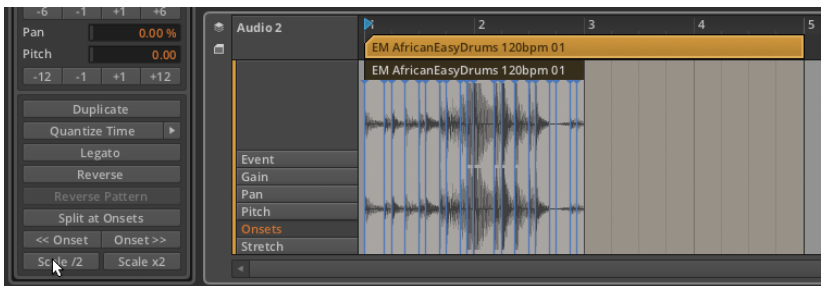 -6 -1 +1 +6
Pan 0.00 %
Pitch 0.00
-12 -1 +1 +12
Duplicate
Quantize Time
Legato
Reverse
Reverse Pattern
Split at Onsets
<< Onset Onset >>
Scale /2 Scale x2
Audio 2
1 2 3 4 5
EM AfricanEasyDrums 120bpm 01
EM AfricanEasyDrums 120bpm 01
Event
Gain
Pan
Pitch
Onsets
Stretch